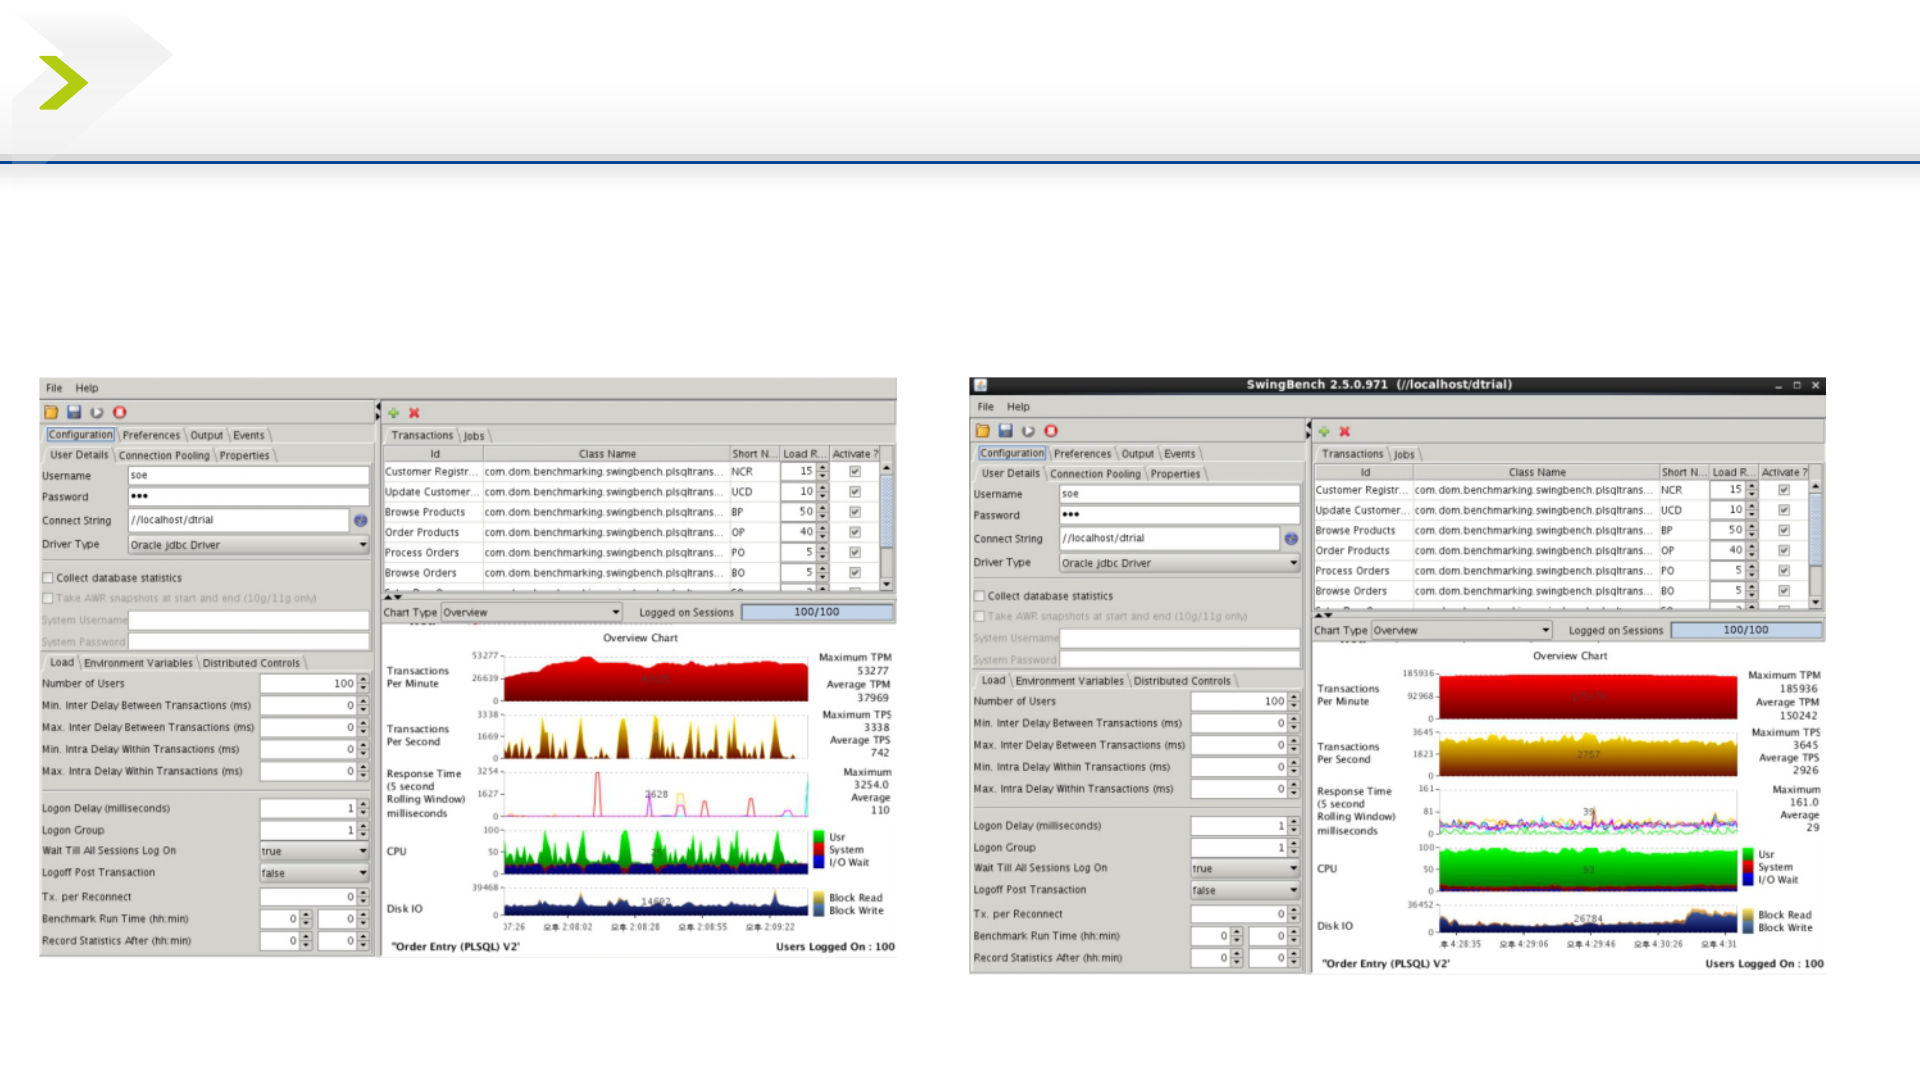 File Help
Configuration Preferences Output Events
User Details Connection Pooling Properties
Username soe
Password •••
Connect String //localhost/dtrial
Driver Type Oracle jdbc Driver
Collect database statistics
Take AWR snapshots at start and end (10g/11g only)
System Username
System Password
Load Environment Variables Distributed Controls
Number of Users 100
Min. Inter Delay Between Transactions (ms) 0
Max. Inter Delay Between Transactions (ms) 0
Min. Intra Delay Within Transactions (ms) 0
Max. Intra Delay Within Transactions (ms) 0
Logon Delay (milliseconds) 1
Logon Group 1
Wait Till All Sessions Log On true
Logoff Post Transaction false
Tx. per Reconnect 0
Benchmark Run Time (hh:min) 0 0
Record Statistics After (hh:min) 0 0
Transactions Jobs
Id Class Name Short N... Load R... Activate ?
Customer Registr... com.dom.benchmarking.swingbench.plsqltrans... NCR 15
Update Customer... com.dom.benchmarking.swingbench.plsqltrans... UCD 10
Browse Products com.dom.benchmarking.swingbench.plsqltrans... BP 50
Order Products com.dom.benchmarking.swingbench.plsqltrans... OP 40
Process Orders com.dom.benchmarking.swingbench.plsqltrans... PO 5
Browse Orders com.dom.benchmarking.swingbench.plsqltrans... BO 5
Chart Type Overview Logged on Sessions 100/100
Overview Chart
Transactions Per Minute 53277 26639 0
Maximum TPM 53277 Average TPM 37969
Transactions Per Second 3338 1669 0
Maximum TPS 3338 Average TPS 742
Response Time (5 second Rolling Window) milliseconds 3254 1627 0 2628
Maximum 3254.0 Average 110
CPU 100 50 0
Usr System I/O Wait
Disk IO 39468 0 14602
Block Read Block Write
37:26 오후 2:08:02 오후 2:08:28 오후 2:08:55 오후 2:09:22
"Order Entry (PLSQL) V2' Users Logged On : 100
SwingBench 2.5.0.971 (//localhost/dtrial)
File Help
Configuration Preferences Output Events
User Details Connection Pooling Properties
Username soe
Password •••
Connect String //localhost/dtrial
Driver Type Oracle jdbc Driver
Collect database statistics
Take AWR snapshots at start and end (10g/11g only)
System Username
System Password
Load Environment Variables Distributed Controls
Number of Users 100
Min. Inter Delay Between Transactions (ms) 0
Max. Inter Delay Between Transactions (ms) 0
Min. Intra Delay Within Transactions (ms) 0
Max. Intra Delay Within Transactions (ms) 0
Logon Delay (milliseconds) 1
Logon Group 1
Wait Till All Sessions Log On true
Logoff Post Transaction false
Tx. per Reconnect 0
Benchmark Run Time (hh:min) 0 0
Record Statistics After (hh:min) 0 0
Transactions Jobs
Id Class Name Short N... Load R... Activate ?
Customer Registr... com.dom.benchmarking.swingbench.plsqltrans... NCR 15
Update Customer... com.dom.benchmarking.swingbench.plsqltrans... UCD 10
Browse Products com.dom.benchmarking.swingbench.plsqltrans... BP 50
Order Products com.dom.benchmarking.swingbench.plsqltrans... OP 40
Process Orders com.dom.benchmarking.swingbench.plsqltrans... PO 5
Browse Orders com.dom.benchmarking.swingbench.plsqltrans... BO 5
Chart Type Overview Logged on Sessions 100/100
Overview Chart
Transactions Per Minute 185936 92968 0
Maximum TPM 185936 Average TPM 150242
Transactions Per Second 3645 1823 0 2757
Maximum TPS 3645 Average TPS 2926
Response Time (5 second Rolling Window) milliseconds 161 81 0 39
Maximum 161.0 Average 29
CPU 100 50 0 93
Usr System I/O Wait
Disk IO 36452 0 26784
Block Read Block Write
후 4:28:35 오후 4:29:06 오후 4:29:46 오후 4:30:26 오후 4:31
"Order Entry (PLSQL) V2' Users Logged On : 100